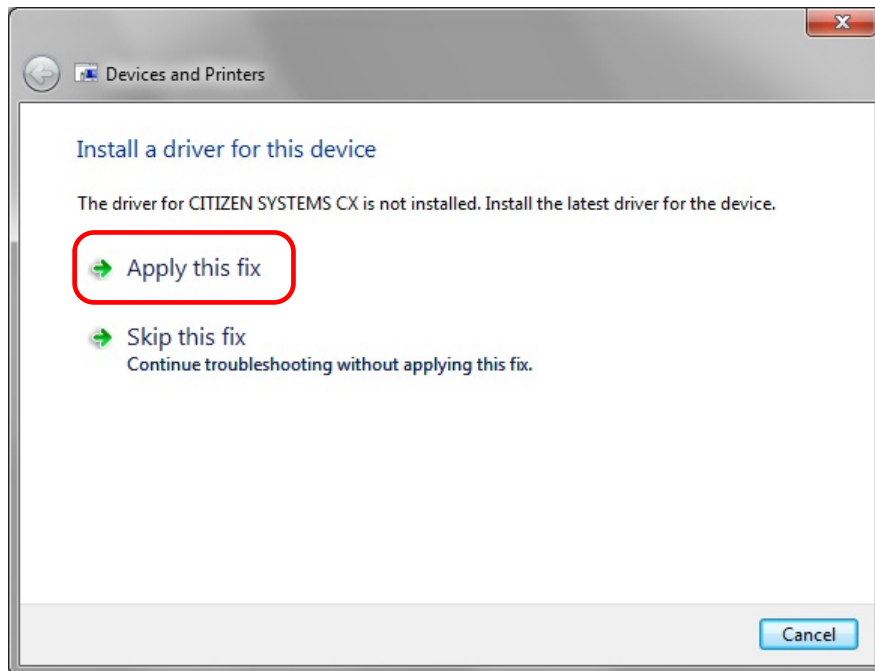 Devices and Printers
Install a driver for this device
The driver for CITIZEN SYSTEMS CX is not installed. Install the latest driver for the device.
Apply this fix
Skip this fix
Continue troubleshooting without applying this fix.
Cancel